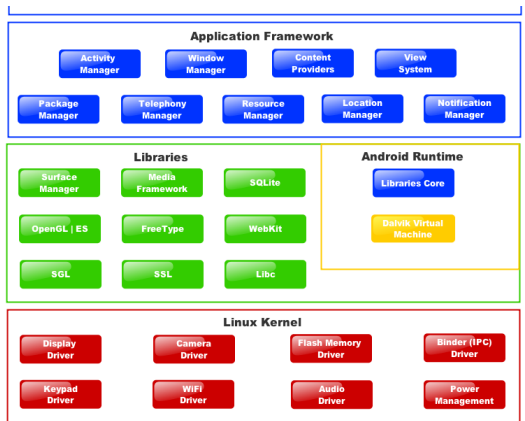 Application Framework
Activity
Manager
Window
Manager
Content
Providers
View
System
Package
Manager
Telephony
Manager
Resource
Manager
Location
Manager
Notification
Manager
Libraries
Surface
Manager
Media
Framework
SQLite
OpenGL | ES
FreeType
WebKit
SGL
SSL
Libc
Android Runtime
Libraries Core
Dalvik Virtual
Machine
Linux Kernel
Display
Driver
Camera
Driver
Flash Memory
Driver
Binder (IPC)
Driver
Keypad
Driver
WiFi
Driver
Audio
Driver
Power
Management